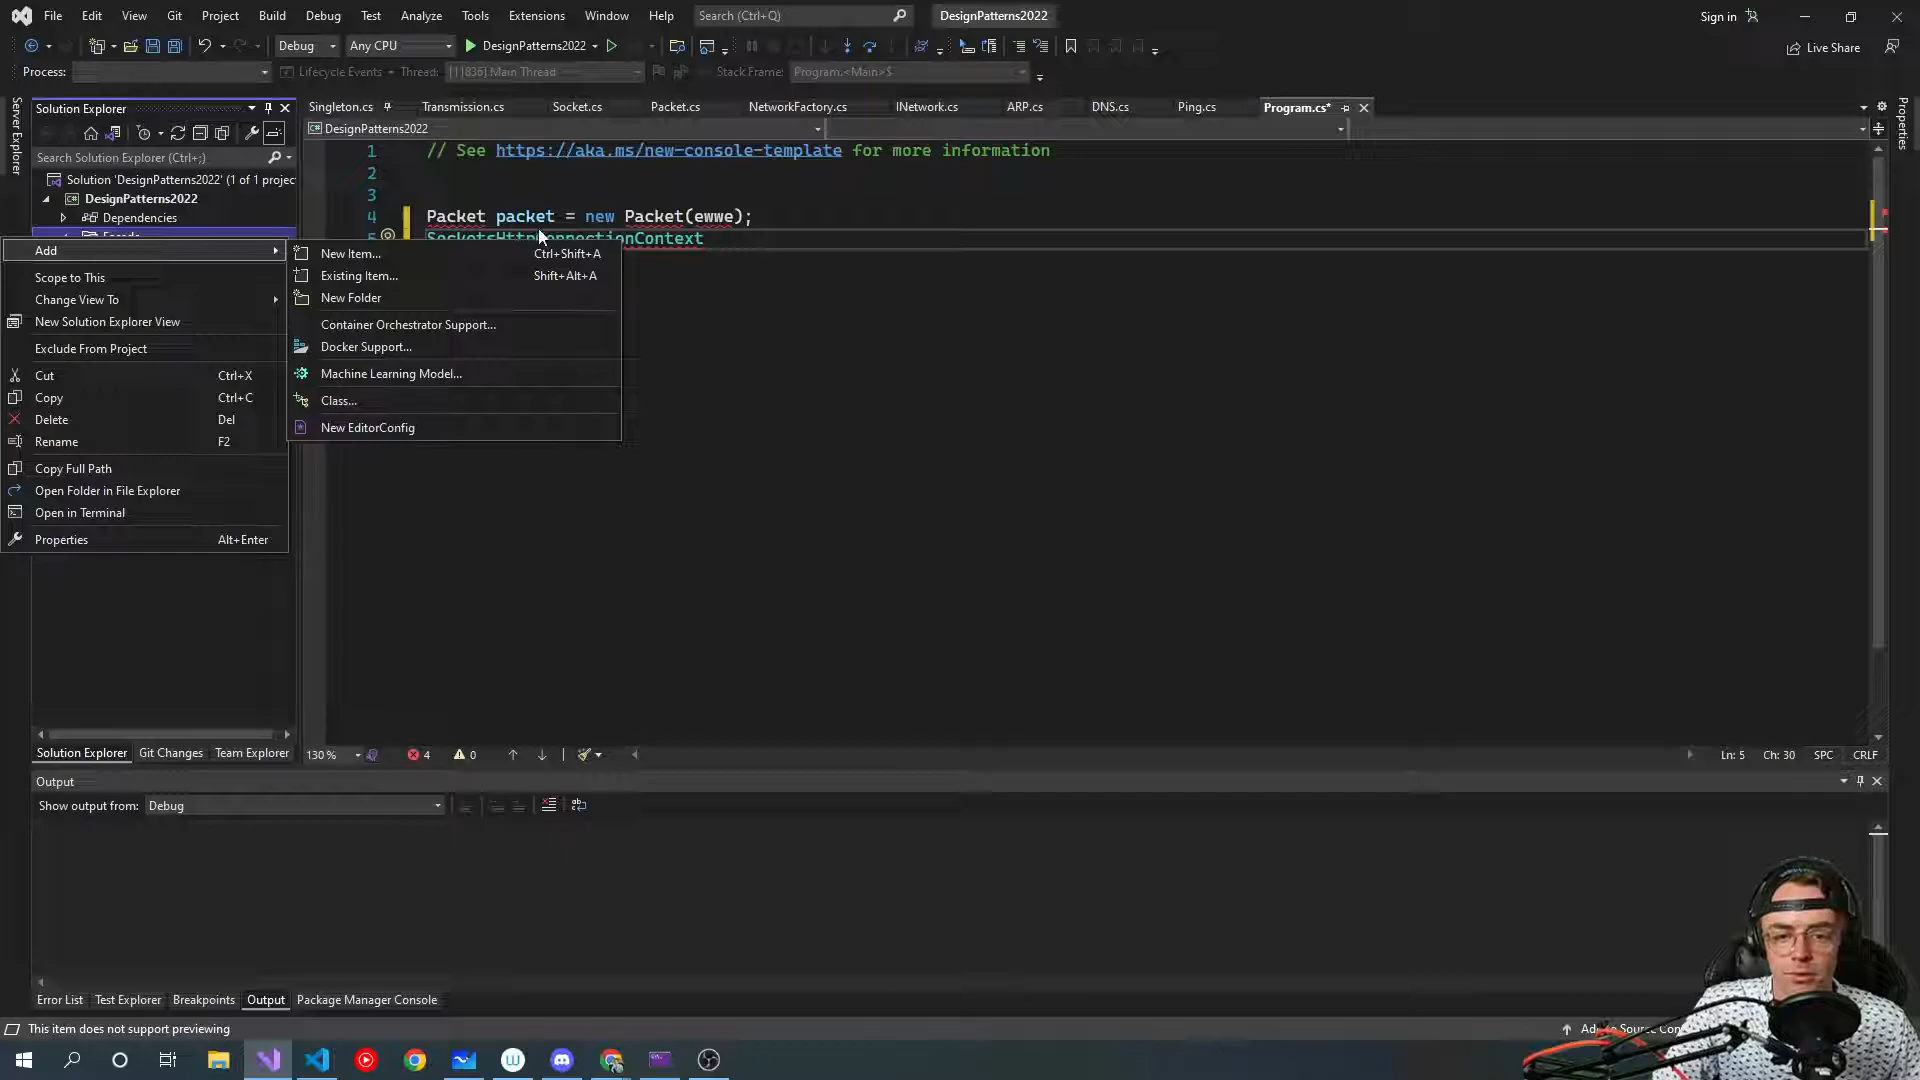 File Edit View Git Project Build Debug Test Analyze Tools Extensions Window Help Search (Ctrl+Q) DesignPatterns2022 Sign in
Debug Any CPU DesignPatterns2022 Live Share
Process: Lifecycle Events Thread: Main Thread Stack Frame: Program.<Main>$
Server Explorer
Solution Explorer
Search Solution Explorer (Ctrl+;)
Solution 'DesignPatterns2022' (1 of 1 projec
DesignPatterns2022
Dependencies
Singleton.cs Transmission.cs Socket.cs Packet.cs NetworkFactory.cs INetwork.cs ARP.cs DNS.cs Ping.cs Program.cs*
Properties
DesignPatterns2022
1 // See https://aka.ms/new-console-template for more information
2
3
4 Packet packet = new Packet(ewwe);
5 SocketsHttpConnectionContext
Add
Scope to This
Change View To
New Solution Explorer View
Exclude From Project
Cut Ctrl+X
Copy Ctrl+C
Delete Del
Rename F2
Copy Full Path
Open Folder in File Explorer
Open in Terminal
Properties Alt+Enter
New Item... Ctrl+Shift+A
Existing Item... Shift+Alt+A
New Folder
Container Orchestrator Support...
Docker Support...
Machine Learning Model...
Class...
New EditorConfig
Solution Explorer Git Changes Team Explorer
130 % 4 0 Ln: 5 Ch: 30 SPC CRLF
Output
Show output from: Debug
Error List Test Explorer Breakpoints Output Package Manager Console
This item does not support previewing